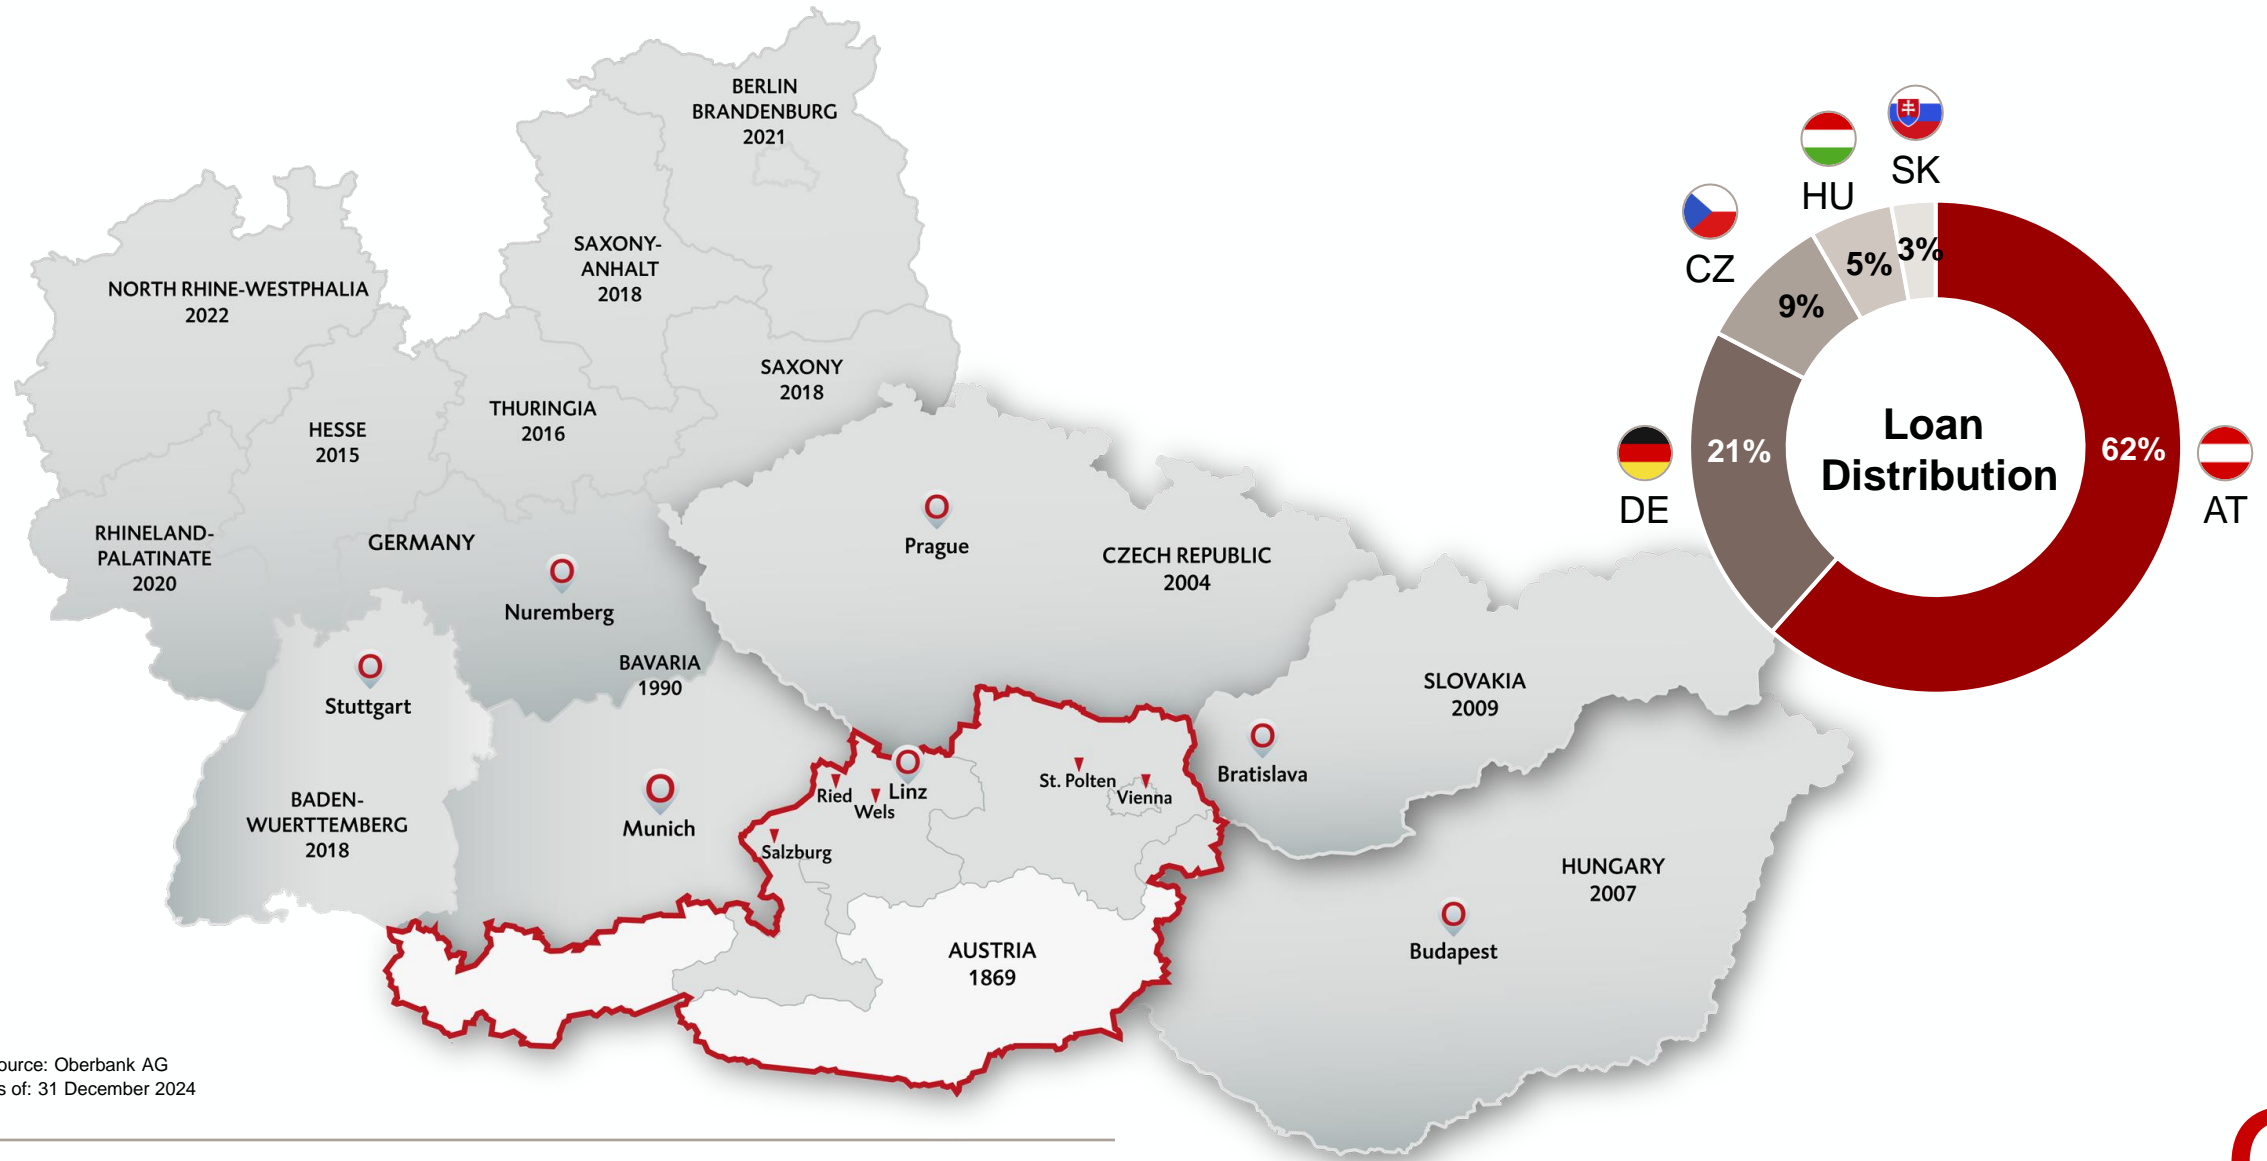 BERLIN
BRANDENBURG
2021
SAXONY-
ANHALT
2018
NORTH RHINE-WESTPHALIA
2022
SAXONY
2018
THURINGIA
2016
HESSE
2015
RHINELAND-
PALATINATE
2020
GERMANY
Nuremberg
BAVARIA
1990
Stuttgart
BADEN-
WUERTTEMBERG
2018
Munich
Prague
CZECH REPUBLIC
2004
SLOVAKIA
2009
Bratislava
Linz
Ried
Wels
Salzburg
St. Polten
Vienna
AUSTRIA
1869
HUNGARY
2007
Budapest
SK
HU
CZ
DE
AT
3%
5%
9%
21%
62%
Loan
Distribution
ource: Oberbank AG
s of: 31 December 2024